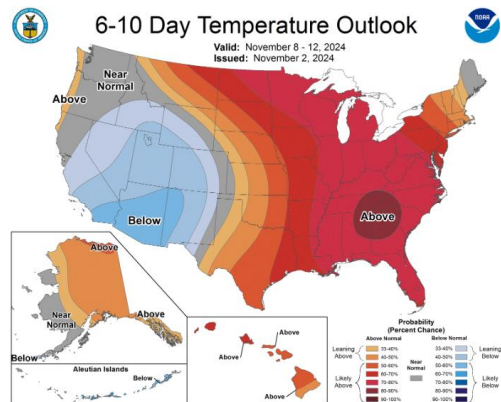 6-10 Day Temperature Outlook
Valid: November 8 - 12, 2024
Issued: November 2, 2024
NOAA
Near
Normal
Above
Below
Above
Above
Near
Normal
Above
Below
Aleutian Islands
Below
Above
Above
Above
Probability
(Percent Chance)
Above Normal Below Normal
Leaning
Above
33-40% 33-40%
40-50% 40-50%
Leaning
Below
Likely
Above
50-60% 50-60%
60-70% 60-70%
70-80% 70-80%
80-90% 80-90%
90-100% 90-100%
Near
Normal
Likely
Below